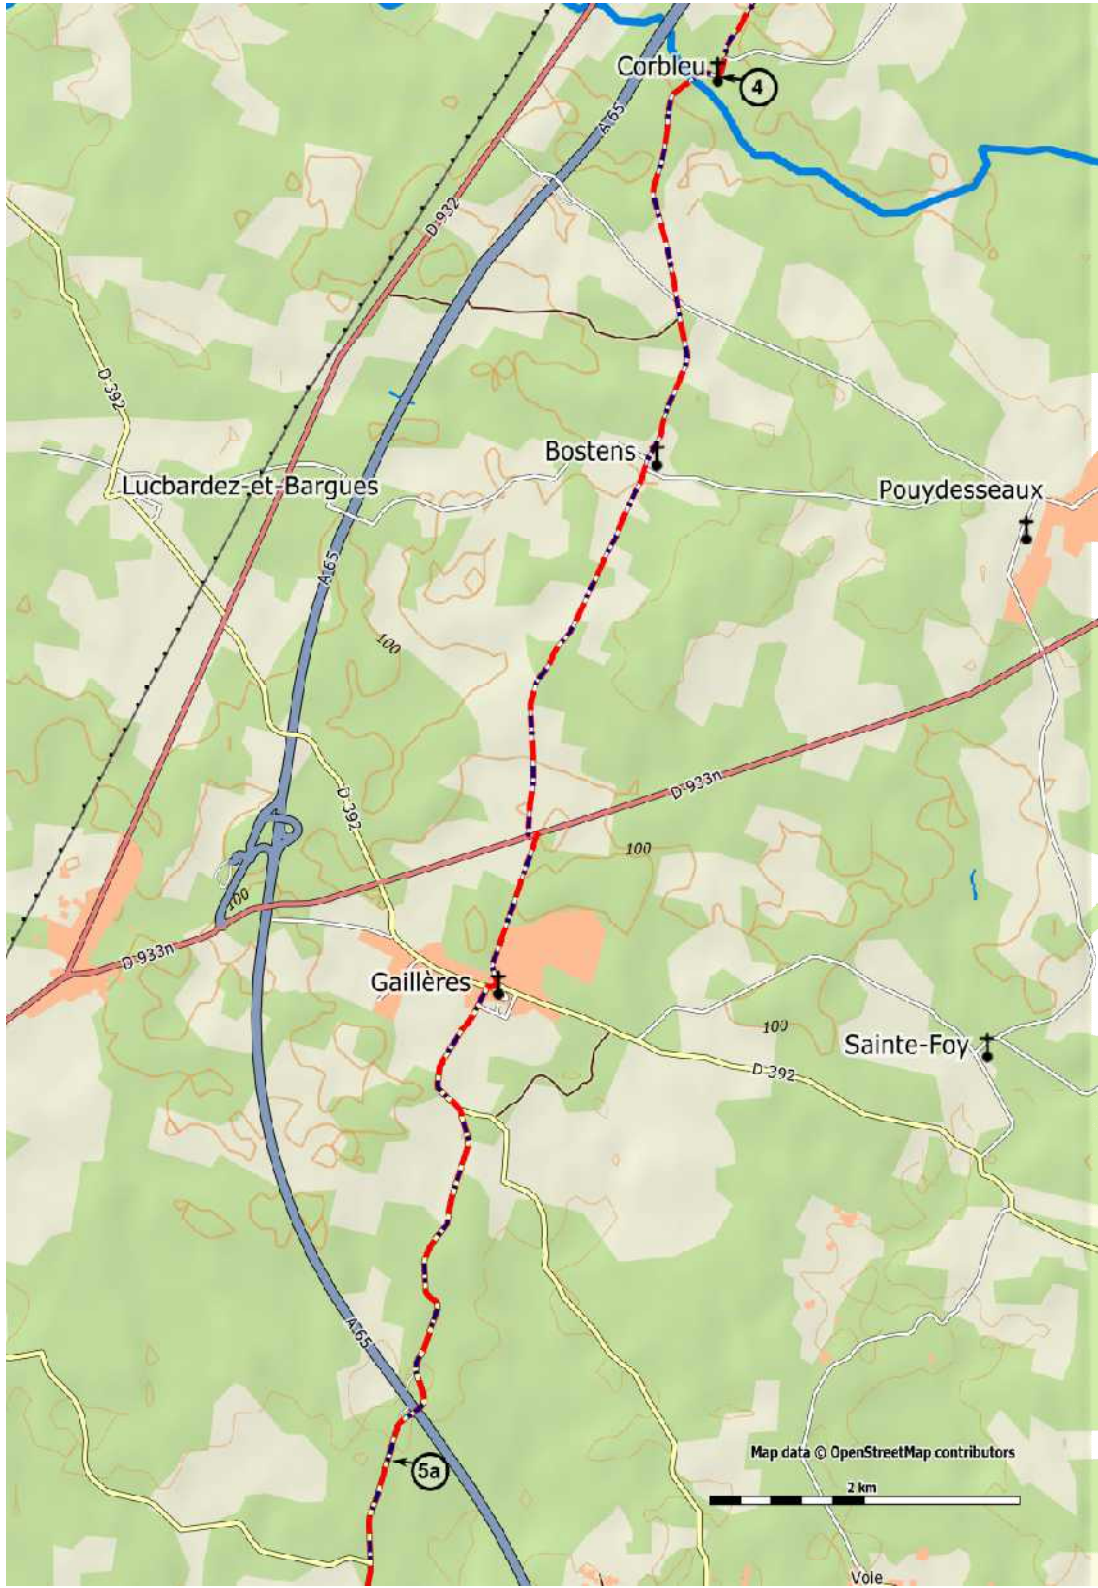 Corbleu
4
A 65
D 932
D 392
Bostens
Lucbardez-et-Bargues
Pouydesseaux
A 65
100
D 933n
D 392
100
100
D 933n
Gaillères
100
Sainte-Foy
D 392
A 65
Map data © OpenStreetMap contributors
5a
2 km
Voie